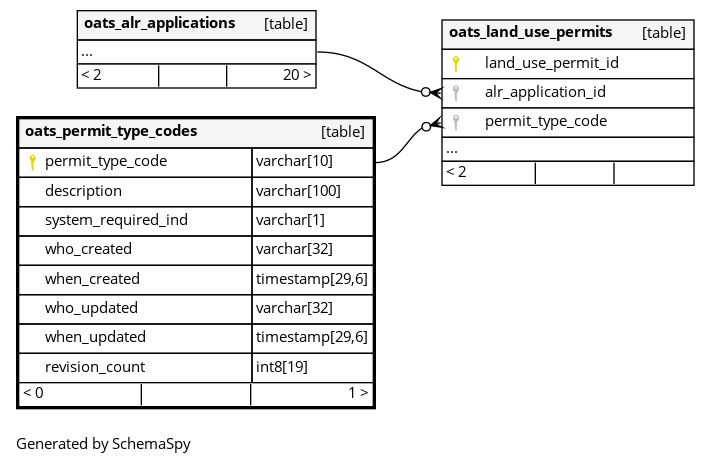 oats_alr_applications [table]
...
< 2 20 >
oats_land_use_permits [table]
land_use_permit_id
alr_application_id
permit_type_code
...
< 2
oats_permit_type_codes [table]
permit_type_code varchar[10]
description varchar[100]
system_required_ind varchar[1]
who_created varchar[32]
when_created timestamp[29,6]
who_updated varchar[32]
when_updated timestamp[29,6]
revision_count int8[19]
< 0 1 >
Generated by SchemaSpy